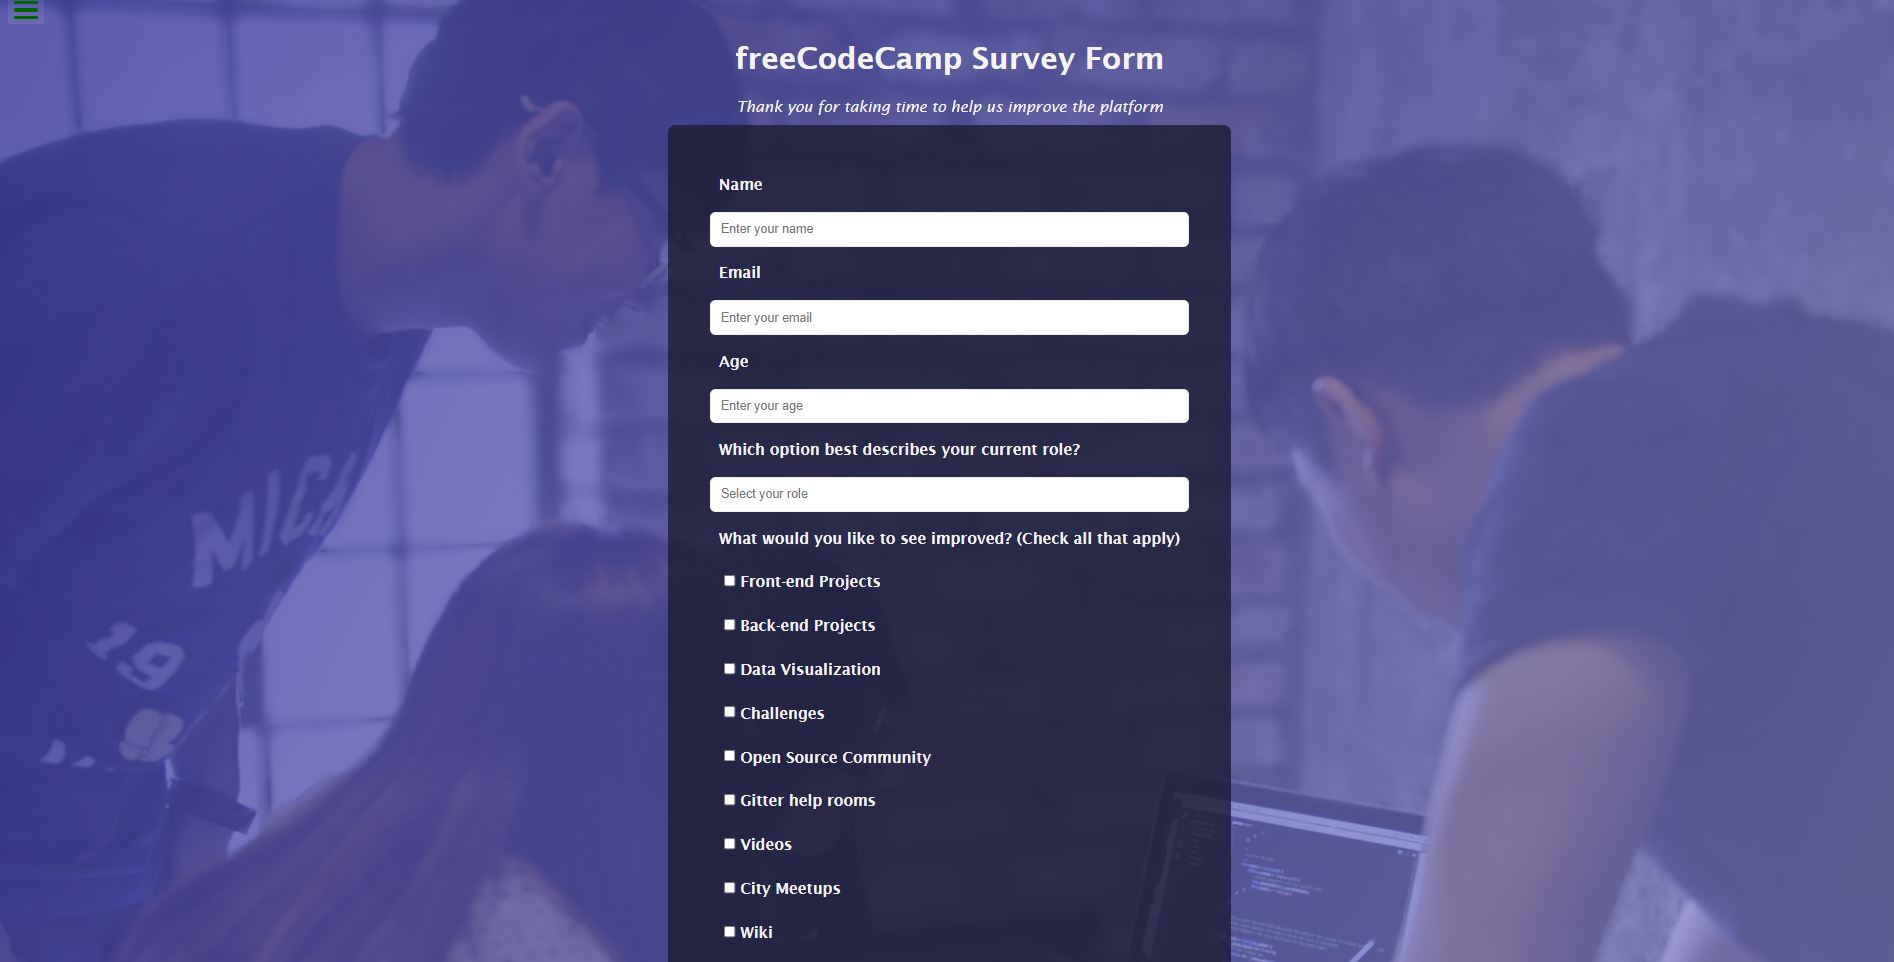 freeCodeCamp Survey Form
Thank you for taking time to help us improve the platform
Name
Enter your name
Email
Enter your email
Age
Enter your age
Which option best describes your current role?
Select your role
What would you like to see improved? (Check all that apply)
Front-end Projects
Back-end Projects
Data Visualization
Challenges
Open Source Community
Gitter help rooms
Videos
City Meetups
Wiki
MICH
19